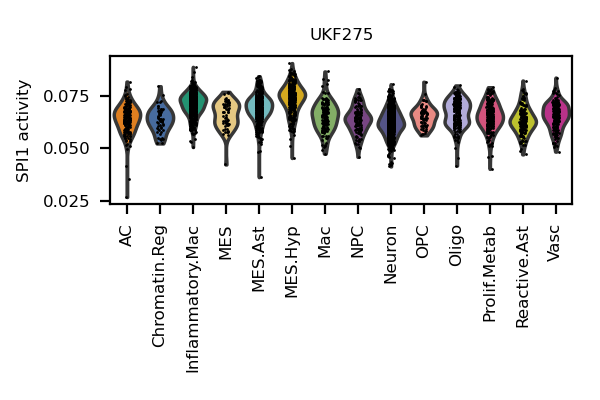 UKF275
SPI1 activity
0.075
0.050
0.025
AC
Chromatin.Reg
Inflammatory.Mac
MES
MES.Ast
MES.Hyp
Mac
NPC
Neuron
OPC
Oligo
Prolif.Metab
Reactive.Ast
Vasc